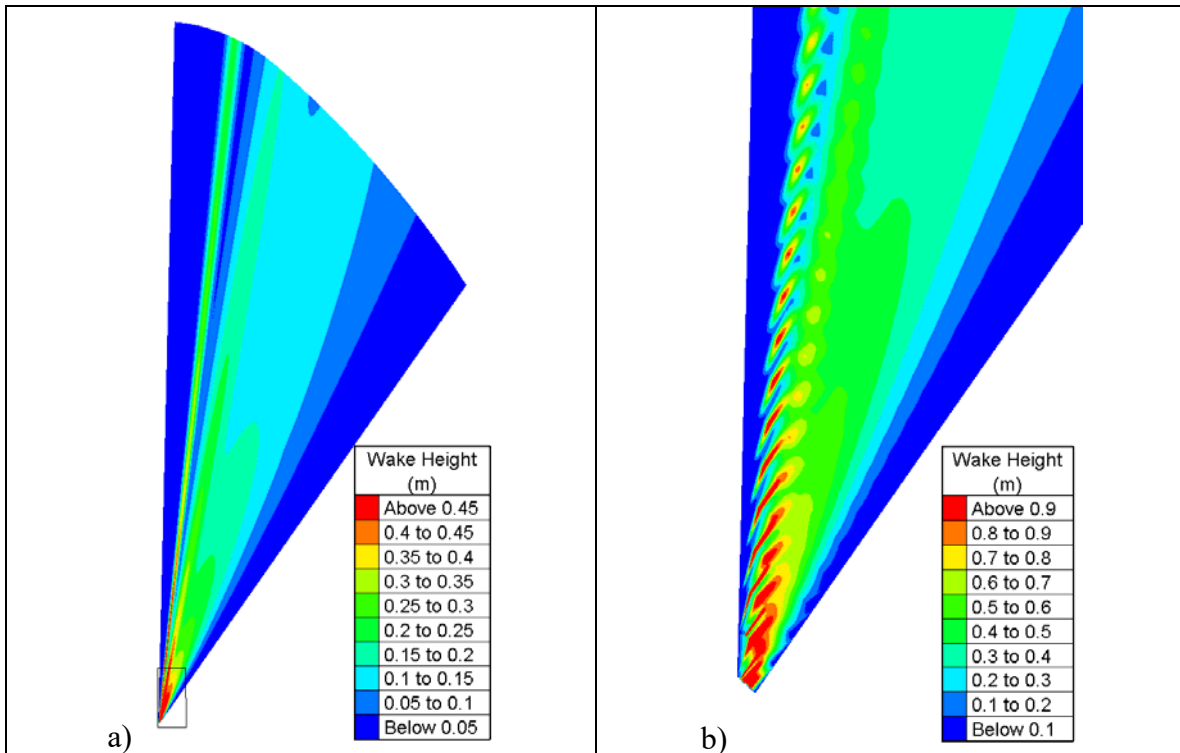 Wake Height
(m)
Above 0.45
0.4 to 0.45
0.35 to 0.4
0.3 to 0.35
0.25 to 0.3
0.2 to 0.25
0.15 to 0.2
0.1 to 0.15
0.05 to 0.1
Below 0.05
a)
Wake Height
(m)
Above 0.9
0.8 to 0.9
0.7 to 0.8
0.6 to 0.7
0.5 to 0.6
0.4 to 0.5
0.3 to 0.4
0.2 to 0.3
0.1 to 0.2
Below 0.1
b)